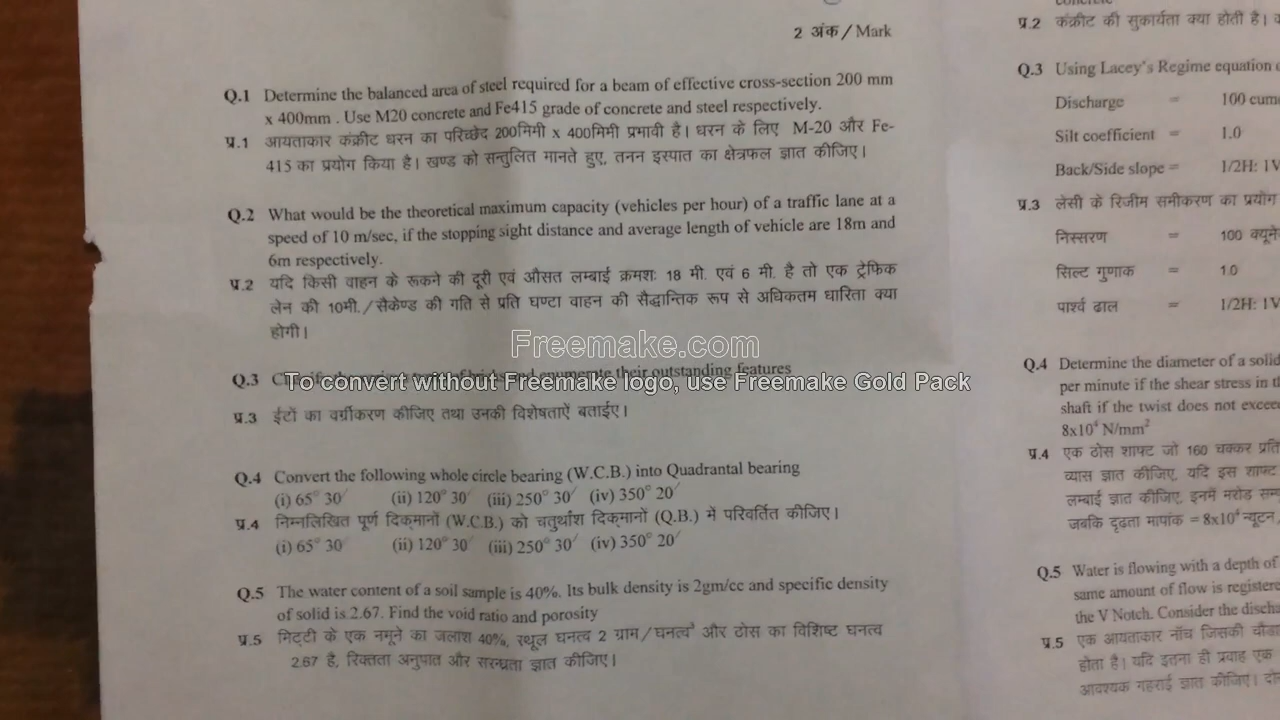 2 अंक / Mark
Q.1 Determine the balanced area of steel required for a beam of effective cross-section 200 mm
x 400mm . Use M20 concrete and Fe415 grade of concrete and steel respectively.
प्र.1 आयताकार कंक्रीट धरन का परिच्छेद 200मिमी x 400मिमी प्रभावी है। धरन के लिए M-20 और Fe-
415 का प्रयोग किया है। खण्ड को सन्तुलित मानते हुए, तनन इस्पात का क्षेत्रफल ज्ञात कीजिए।
Q.2 What would be the theoretical maximum capacity (vehicles per hour) of a traffic lane at a
speed of 10 m/sec, if the stopping sight distance and average length of vehicle are 18m and
6m respectively.
प्र.2 यदि किसी वाहन के रूकने की दूरी एवं औसत लम्बाई क्रमशः 18 मी. एवं 6 मी. है तो एक ट्रेफिक
लेन की 10मी./सैकेण्ड की गति से प्रति घण्टा वाहन की सैद्धान्तिक रूप से अधिकतम धारिता क्या
होगी।
Freemake.com
Q.3 their outstanding features
To convert without Freemake logo, use Freemake Gold Pack
प्र.3 ईंटों का वर्ग्रीकरण कीजिए तथा उनकी विशेषताऐं बताईए।
Q.4 Convert the following whole circle bearing (W.C.B.) into Quadrantal bearing
(i) 65° 30′ (ii) 120° 30′ (iii) 250° 30′ (iv) 350° 20′
प्र.4 निम्नलिखित पूर्ण दिक्‌मानों (W.C.B.) को चतुर्थांश दिक्‌मानों (Q.B.) में परिवर्तित कीजिए।
(i) 65° 30′ (ii) 120° 30′ (iii) 250° 30′ (iv) 350° 20′
Q.5 The water content of a soil sample is 40%. Its bulk density is 2gm/cc and specific density
of solid is 2.67. Find the void ratio and porosity
प्र.5 मिट्टी के एक नमूने का जलांश 40%, स्थूल घनत्व 2 ग्राम/घनत्व³ और ठोस का विशिष्ट घनत्व
2.67 है, रिक्तता अनुपात और सरन्ध्रता ज्ञात कीजिए।
concrete
प्र.2 कंक्रीट की सुकार्यता क्या होती है।
Q.3 Using Lacey's Regime equation
Discharge = 100 cum
Silt coefficient = 1.0
Back/Side slope = 1/2H: 1V
प्र.3 लेसी के रिजीम समीकरण का प्रयोग
निस्सरण = 100 क्यूमे
सिल्ट गुणाक = 1.0
पार्श्व ढाल = 1/2H: 1V
Q.4 Determine the diameter of a solid
per minute if the shear stress in
shaft if the twist does not excee
8x10⁴ N/mm²
प्र.4 एक ठोस शाफ्ट जो 160 चक्कर प्रति
व्यास ज्ञात कीजिए, यदि इस शाफ्ट
लम्बाई ज्ञात कीजिए, इनमें मरोड़
जबकि दृढ़ता मापांक = 8x10⁴ न्यूटन
Q.5 Water is flowing with a depth of
same amount of flow is registere
the V Notch. Consider the discha
प्र.5 एक आयताकार नॉच जिसकी
होता है। यदि इतना ही प्रवाह एक
आवश्यक गहराई ज्ञात कीजिए।